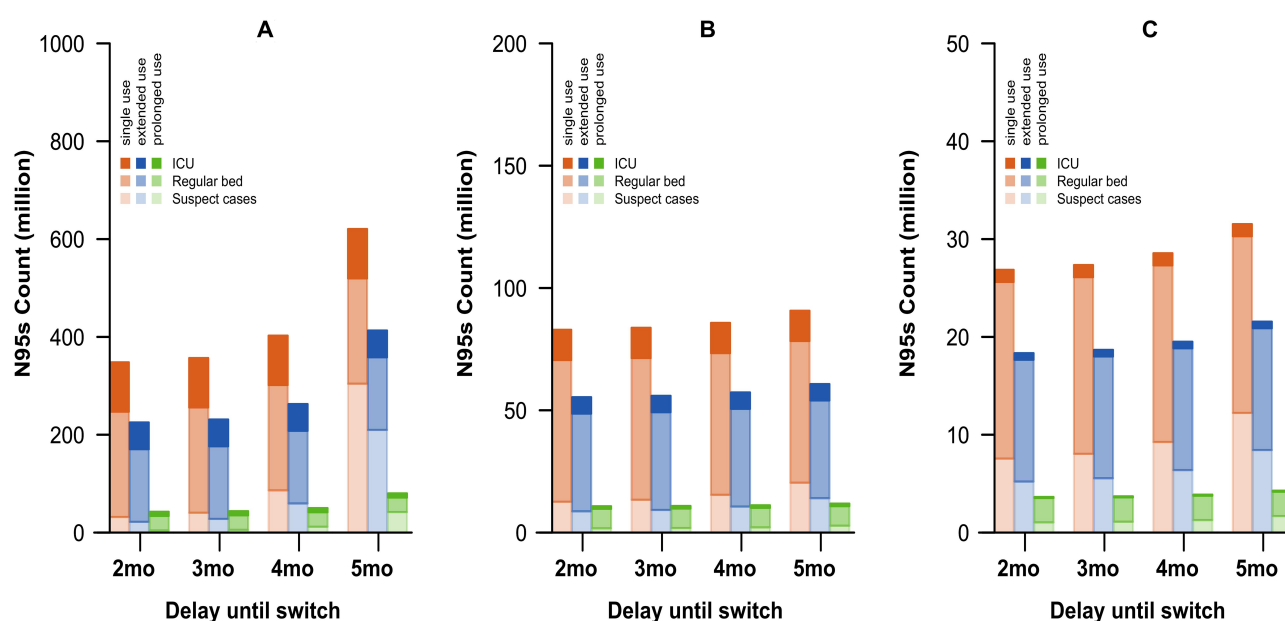 A
1000
800
600
400
200
0
N95s Count (million)
single use
extended use
prolonged use
ICU
Regular bed
Suspect cases
2mo 3mo 4mo 5mo
Delay until switch
B
200
150
100
50
0
N95s Count (million)
single use
extended use
prolonged use
ICU
Regular bed
Suspect cases
2mo 3mo 4mo 5mo
Delay until switch
C
50
40
30
20
10
0
N95s Count (million)
single use
extended use
prolonged use
ICU
Regular bed
Suspect cases
2mo 3mo 4mo 5mo
Delay until switch